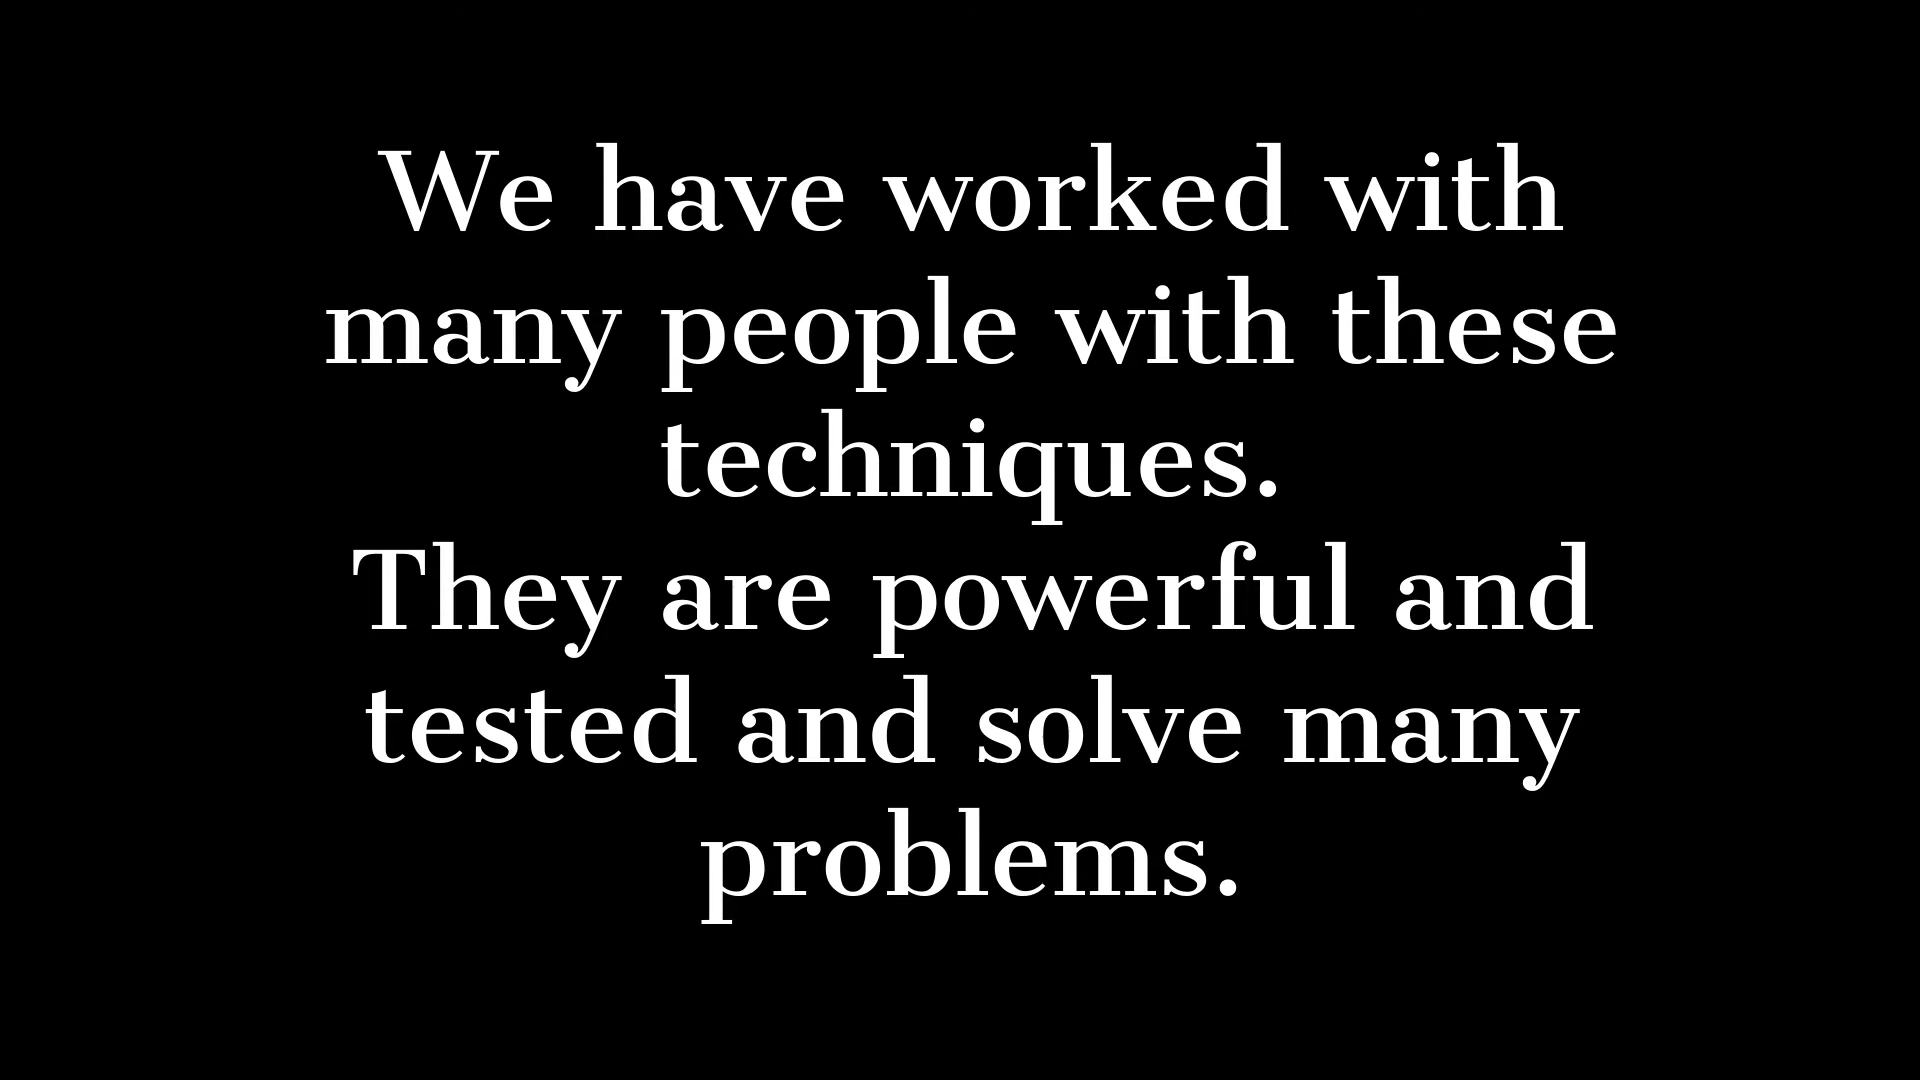 We have worked with
many people with these
techniques.
They are powerful and
tested and solve many
problems.